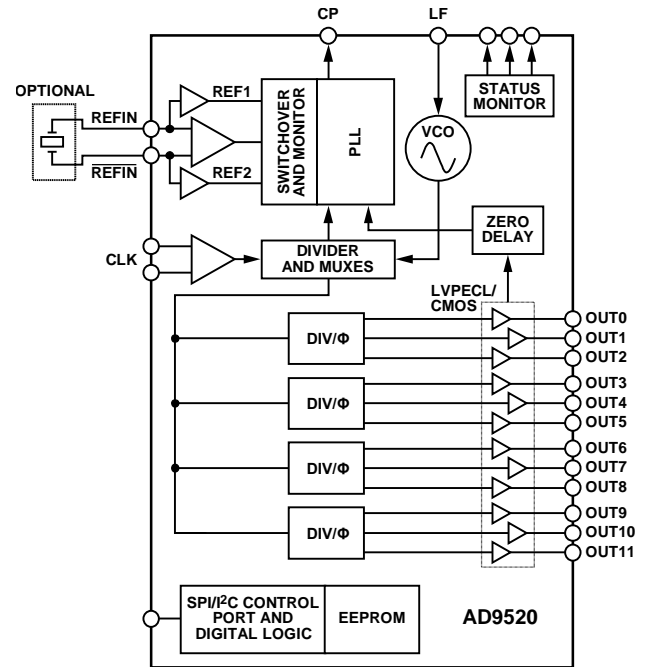 CP
LF
OPTIONAL
REFIN
REFIN
REF1
REF2
SWITCHOVER
AND MONITOR
PLL
VCO
STATUS
MONITOR
CLK
DIVIDER
AND MUXES
ZERO
DELAY
LVPECL/
CMOS
DIV/Φ
OUT0
OUT1
OUT2
DIV/Φ
OUT3
OUT4
OUT5
DIV/Φ
OUT6
OUT7
OUT8
DIV/Φ
OUT9
OUT10
OUT11
SPI/I²C CONTROL
PORT AND
DIGITAL LOGIC
EEPROM
AD9520